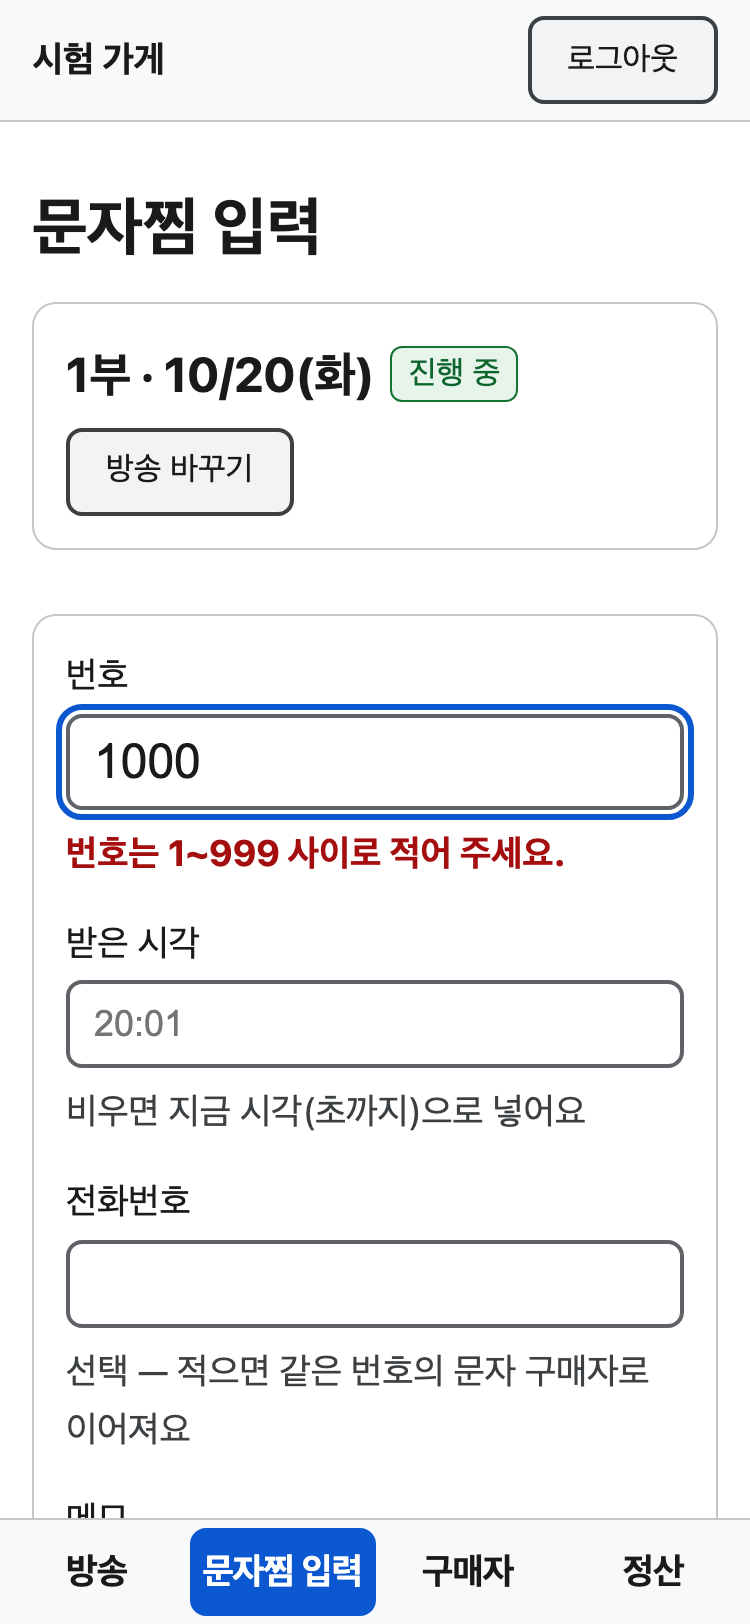 시험 가게
로그아웃
문자찜 입력
1부 · 10/20(화)
진행 중
방송 바꾸기
번호
1000
번호는 1~999 사이로 적어 주세요.
받은 시각
20:01
비우면 지금 시각(초까지)으로 넣어요
전화번호
선택 — 적으면 같은 번호의 문자 구매자로
이어져요
메모
방송
문자찜 입력
구매자
정산